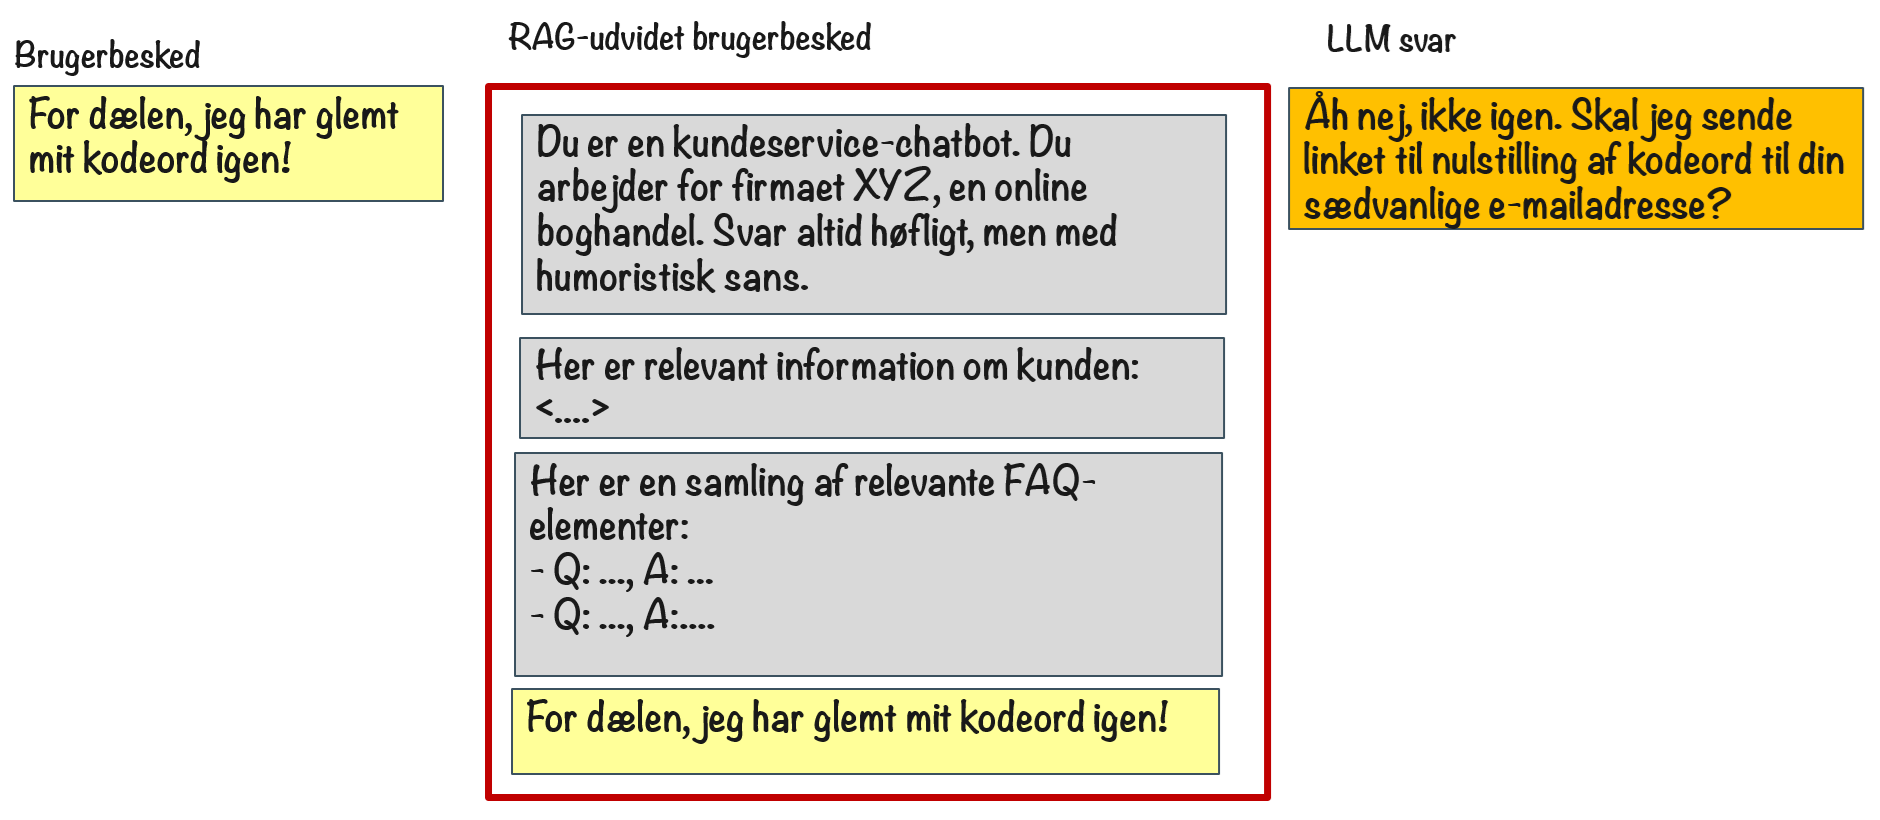 Brugerbesked
For dælen, jeg har glemt
mit kodeord igen!
RAG-udvidet brugerbesked
Du er en kundeservice-chatbot. Du
arbejder for firmaet XYZ, en online
boghandel. Svar altid høfligt, men med
humoristisk sans.
Her er relevant information om kunden:
<....>
Her er en samling af relevante FAQ-
elementer:
- Q: ..., A: ...
- Q: ..., A:....
For dælen, jeg har glemt mit kodeord igen!
LLM svar
Åh nej, ikke igen. Skal jeg sende
linket til nulstilling af kodeord til din
sædvanlige e-mailadresse?